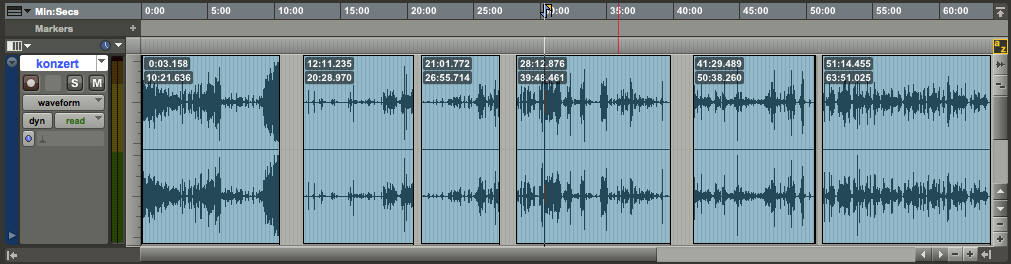 Min:Secs 0:00 5:00 10:00 15:00 20:00 25:00 35:00 40:00 45:00 50:00 55:00 60:00
Markers +
a z
konzert
S M
waveform
dyn read
0:03.158 12:11.235 21:01.772 28:12.876 41:29.489 51:14.455
10:21.636 20:28.970 26:55.714 39:48.461 50:38.260 63:51.025